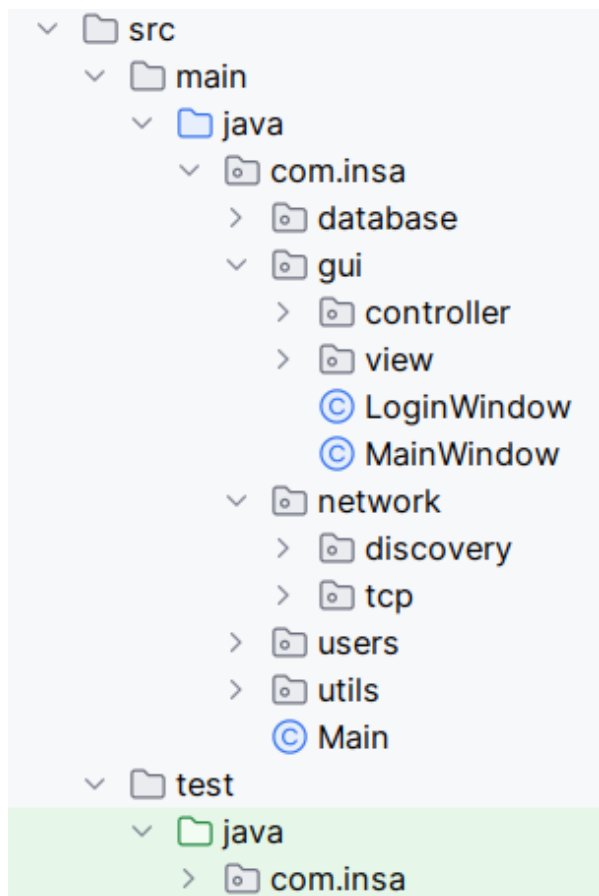 src
main
java
com.insa
database
gui
controller
view
LoginWindow
MainWindow
network
discovery
tcp
users
utils
Main
test
java
com.insa